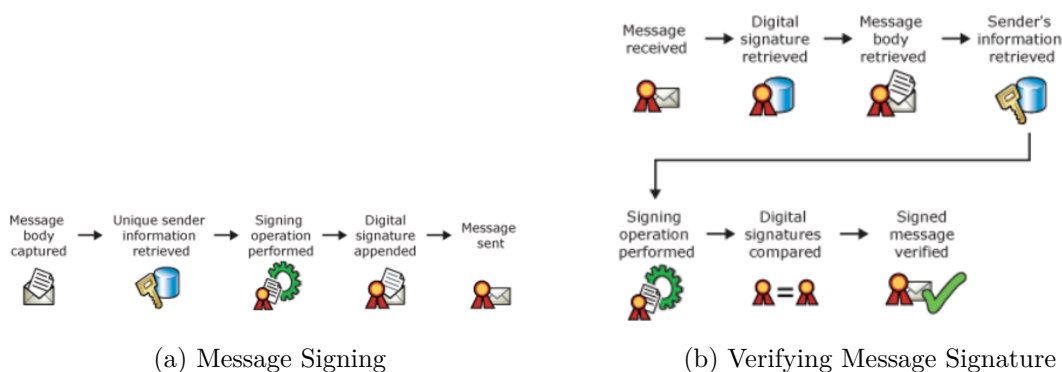 Message
body
captured
Unique sender
information
retrieved
Signing
operation
performed
Digital
signature
appended
Message
sent
(a) Message Signing
Message
received
Digital
signature
retrieved
Message
body
retrieved
Sender's
information
retrieved
Signing
operation
performed
Digital
signatures
compared
Signed
message
verified
(b) Verifying Message Signature